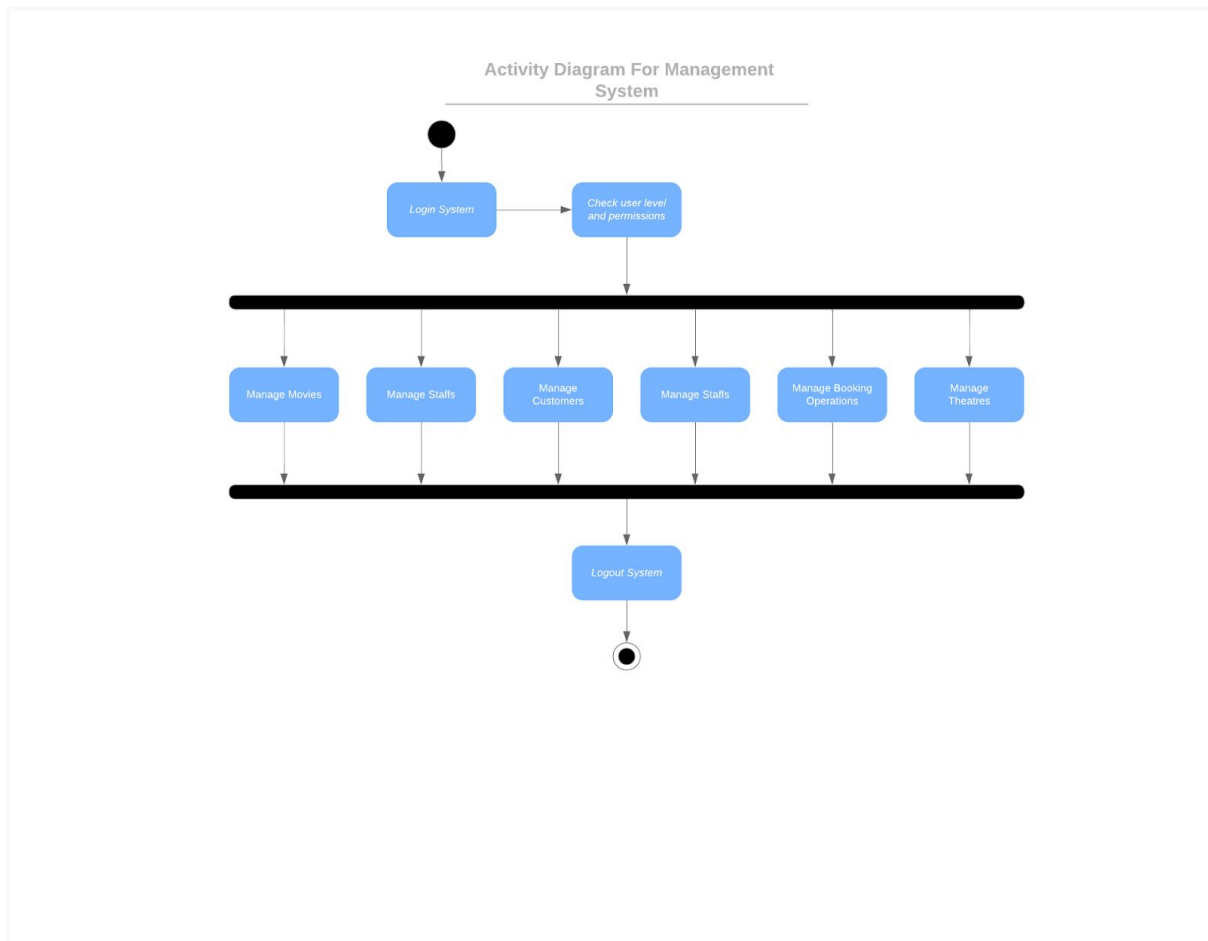 Activity Diagram For Management
System
Login System
Check user level
and permissions
Manage Movies
Manage Staffs
Manage
Customers
Manage Staffs
Manage Booking
Operations
Manage
Theatres
Logout System